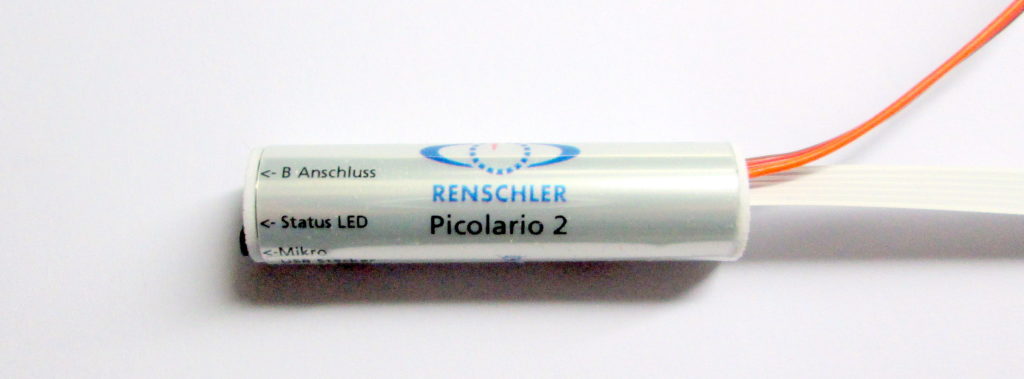 <- B Anschluss
RENSCHLER
<- Status LED
Picolario 2
<-Mikro